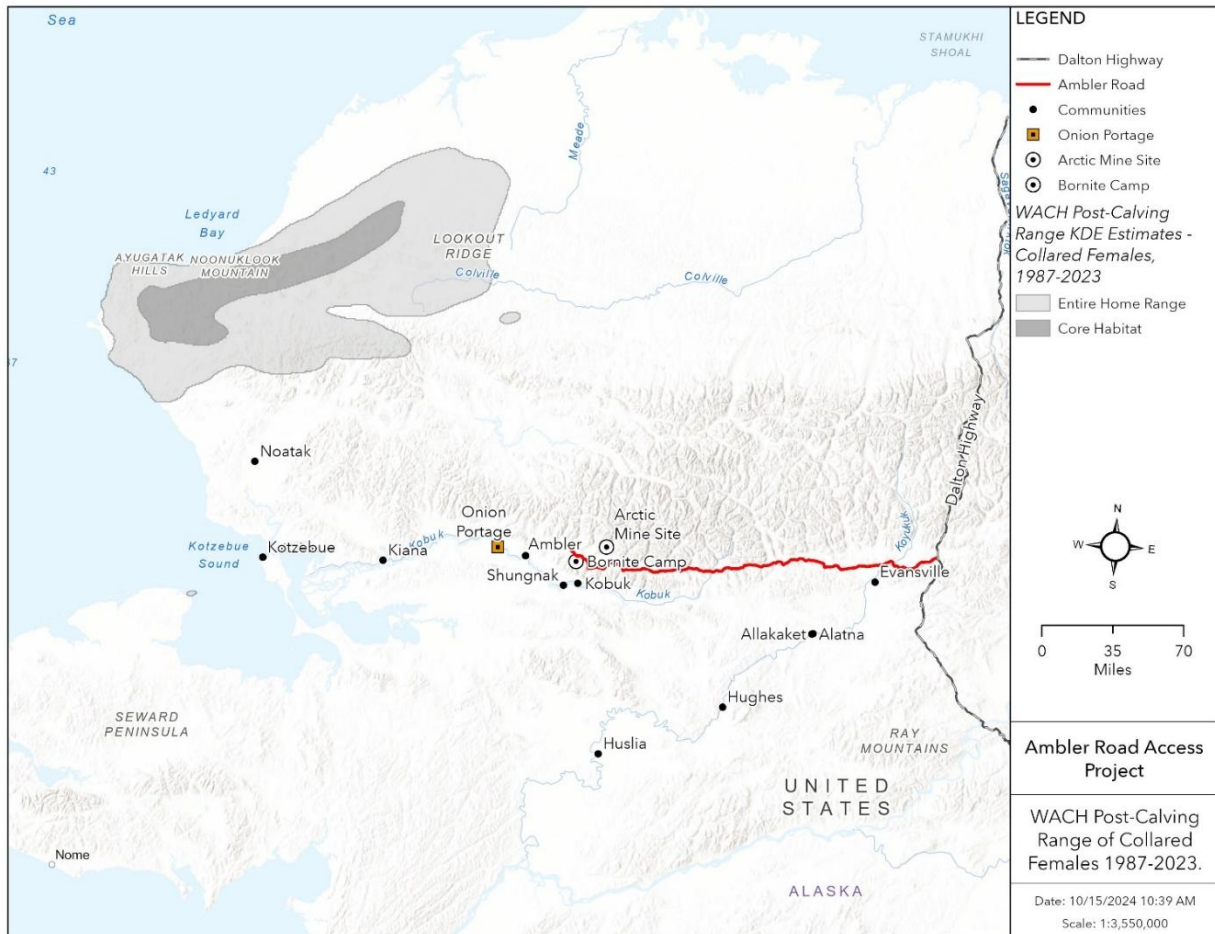 Sea
STAMUKHI
SHOAL
43
Meade
Ledyard
Bay
AYUGATAK
HILLS
NOONUKLOOK
MOUNTAIN
LOOKOUT
RIDGE
Colville
Colville
Noatak
Onion
Portage
Arctic
Mine Site
Koyukuk
Dalton Highway
Kotzebue
Sound
Kotzebue
Kiana
Kobuk
Ambler
Bornite Camp
Shungnak
Kobuk
Kobuk
Evansville
Allakaket
Alatna
Hughes
SEWARD
PENINSULA
Huslia
RAY
MOUNTAINS
UNITED
STATES
Nome
ALASKA
LEGEND
Dalton Highway
Ambler Road
Communities
Onion Portage
Arctic Mine Site
Bornite Camp
WACH Post-Calving
Range KDE Estimates -
Collared Females,
1987-2023
Entire Home Range
Core Habitat
N
W
E
S
0 35 70
Miles
Ambler Road Access
Project
WACH Post-Calving
Range of Collared
Females 1987-2023.
Date: 10/15/2024 10:39 AM
Scale: 1:3,550,000